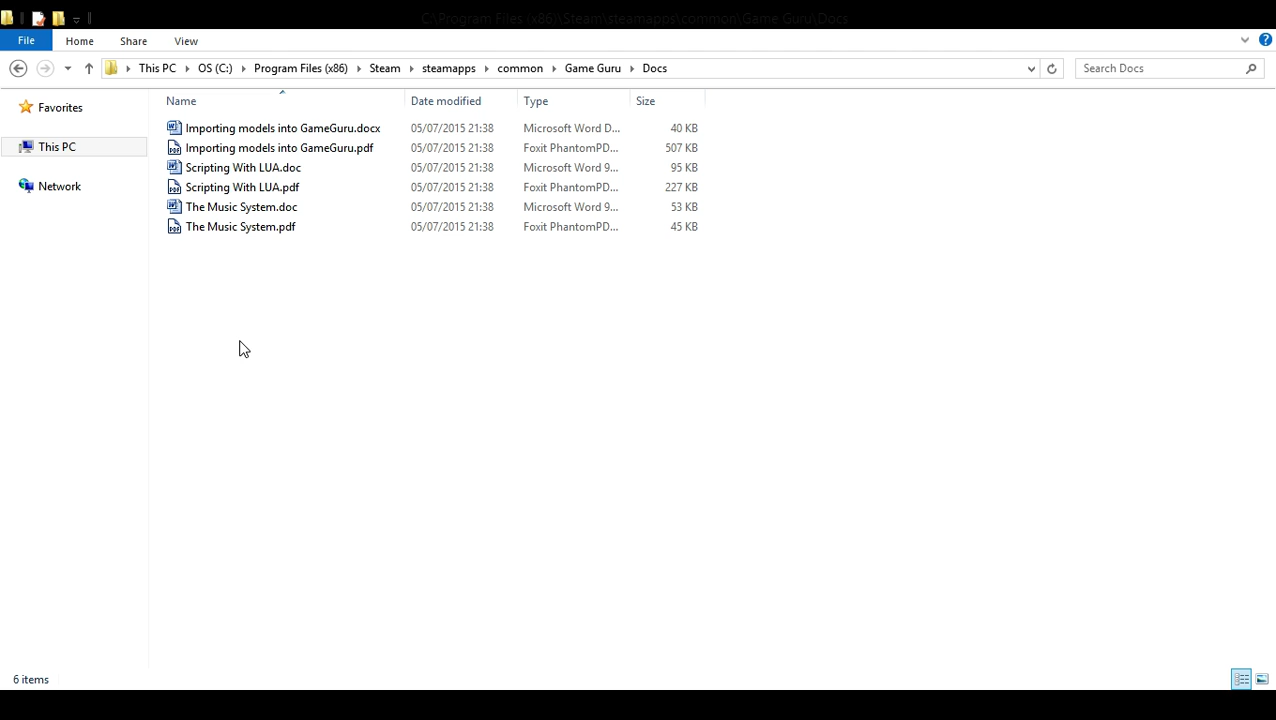 C:\Program Files (x86)\Steam\steamapps\common\Game Guru\Docs
File Home Share View
This PC OS (C:) Program Files (x86) Steam steamapps common Game Guru Docs Search Docs
Name Date modified Type Size
Favorites
This PC
Network
Importing models into GameGuru.docx 05/07/2015 21:38 Microsoft Word D... 40 KB
Importing models into GameGuru.pdf 05/07/2015 21:38 Foxit PhantomPD... 507 KB
Scripting With LUA.doc 05/07/2015 21:38 Microsoft Word 9... 95 KB
Scripting With LUA.pdf 05/07/2015 21:38 Foxit PhantomPD... 227 KB
The Music System.doc 05/07/2015 21:38 Microsoft Word 9... 53 KB
The Music System.pdf 05/07/2015 21:38 Foxit PhantomPD... 45 KB
6 items